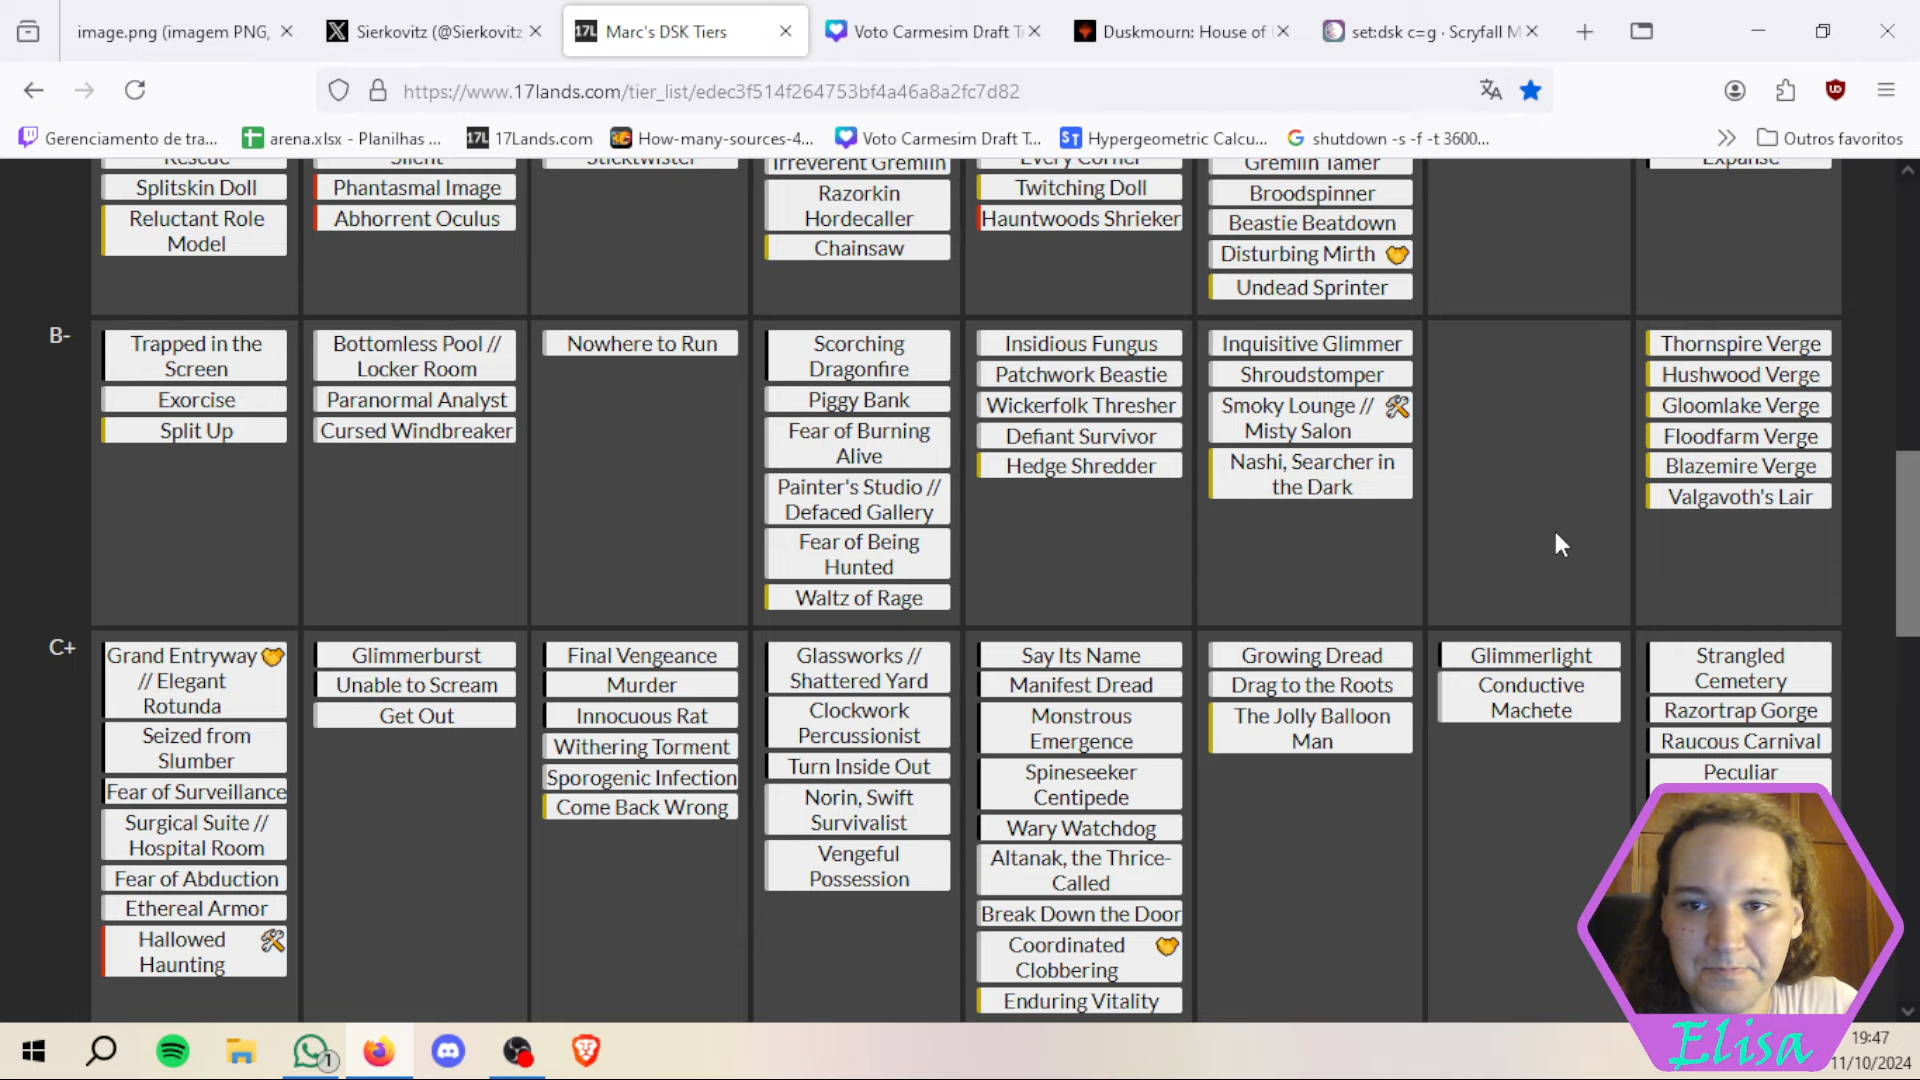 image.png (imagem PNG,
Sierkovitz (@Sierkovitz
17L Marc's DSK Tiers
Voto Carmesim Draft T
Duskmourn: House of
set:dsk c=g · Scryfall M
https://www.17lands.com/tier_list/edec3f514f264753bf4a46a8a2fc7d82
Gerenciamento de tra...
arena.xlsx - Planilhas ...
17L 17Lands.com
How-many-sources-4...
Voto Carmesim Draft T...
ST Hypergeometric Calcu...
shutdown -s -f -t 3600...
Outros favoritos
Rescue
Splitskin Doll
Reluctant Role
Model
Silent
Phantasmal Image
Abhorrent Oculus
Sticktwister
Irreverent Gremlin
Razorkin
Hordecaller
Chainsaw
Every Corner
Twitching Doll
Hauntwoods Shrieker
Gremlin Tamer
Broodspinner
Beastie Beatdown
Disturbing Mirth
Undead Sprinter
Expanse
B-
Trapped in the
Screen
Exorcise
Split Up
Bottomless Pool //
Locker Room
Paranormal Analyst
Cursed Windbreaker
Nowhere to Run
Scorching
Dragonfire
Piggy Bank
Fear of Burning
Alive
Painter's Studio //
Defaced Gallery
Fear of Being
Hunted
Waltz of Rage
Insidious Fungus
Patchwork Beastie
Wickerfolk Thresher
Defiant Survivor
Hedge Shredder
Inquisitive Glimmer
Shroudstomper
Smoky Lounge //
Misty Salon
Nashi, Searcher in
the Dark
Thornspire Verge
Hushwood Verge
Gloomlake Verge
Floodfarm Verge
Blazemire Verge
Valgavoth's Lair
C+
Grand Entryway
// Elegant
Rotunda
Seized from
Slumber
Fear of Surveillance
Surgical Suite //
Hospital Room
Fear of Abduction
Ethereal Armor
Hallowed
Haunting
Glimmerburst
Unable to Scream
Get Out
Final Vengeance
Murder
Innocuous Rat
Withering Torment
Sporogenic Infection
Come Back Wrong
Glassworks //
Shattered Yard
Clockwork
Percussionist
Turn Inside Out
Norin, Swift
Survivalist
Vengeful
Possession
Say Its Name
Manifest Dread
Monstrous
Emergence
Spineseeker
Centipede
Wary Watchdog
Altanak, the Thrice-
Called
Break Down the Door
Coordinated
Clobbering
Enduring Vitality
Growing Dread
Drag to the Roots
The Jolly Balloon
Man
Glimmerlight
Conductive
Machete
Strangled
Cemetery
Razortrap Gorge
Raucous Carnival
Peculiar
Elisa
1
19:47
11/10/2024